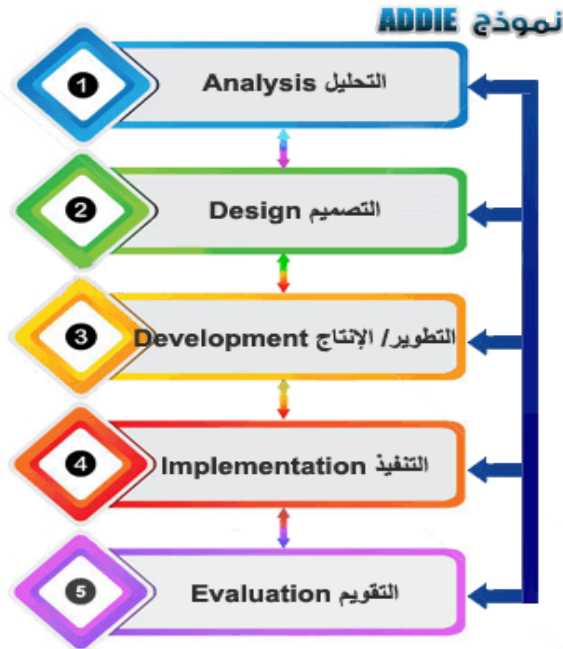 نموذج ADDIE
1
التحليل Analysis
2
التصميم Design
3
التطوير/ الإنتاج Development
4
التنفيذ Implementation
5
التقويم Evaluation